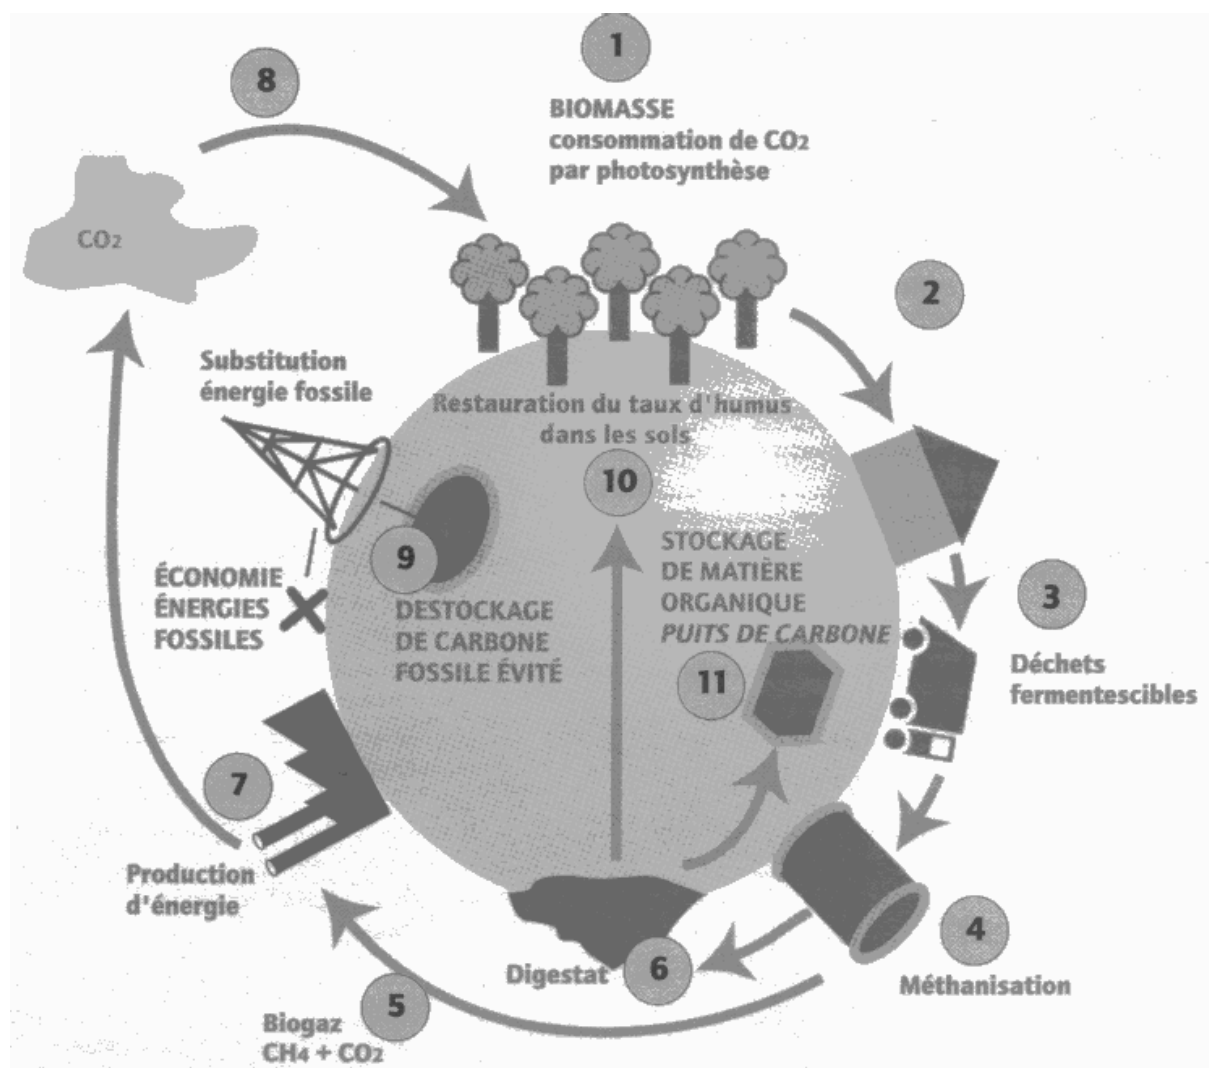 1
BIOMASSE
consommation de CO2
par photosynthèse
8
CO2
2
Substitution
énergie fossile
Restauration du taux d'humus
dans les sols
10
9
STOCKAGE
DE MATIÈRE
ORGANIQUE
PUITS DE CARBONE
11
ÉCONOMIE
ÉNERGIES
FOSSILES
DESTOCKAGE
DE CARBONE
FOSSILE ÉVITÉ
3
Déchets
fermentescibles
7
Production
d'énergie
4
Méthanisation
Digestat
6
5
Biogaz
CH4 + CO2